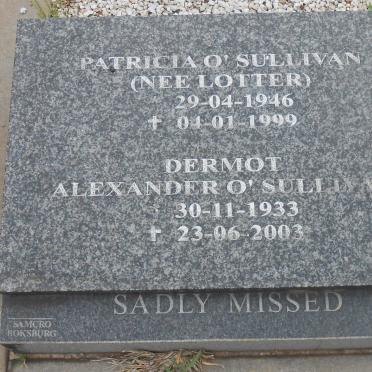 PATRICIA O' SULLIVAN
(NEE LOTTER)
29-04-1946
✝ 04-01-1999
DERMOT
ALEXANDER O' SULLIVA
30-11-1933
✝ 23-06-2003
SADLY MISSED
SAMCRO
BOKSBURG